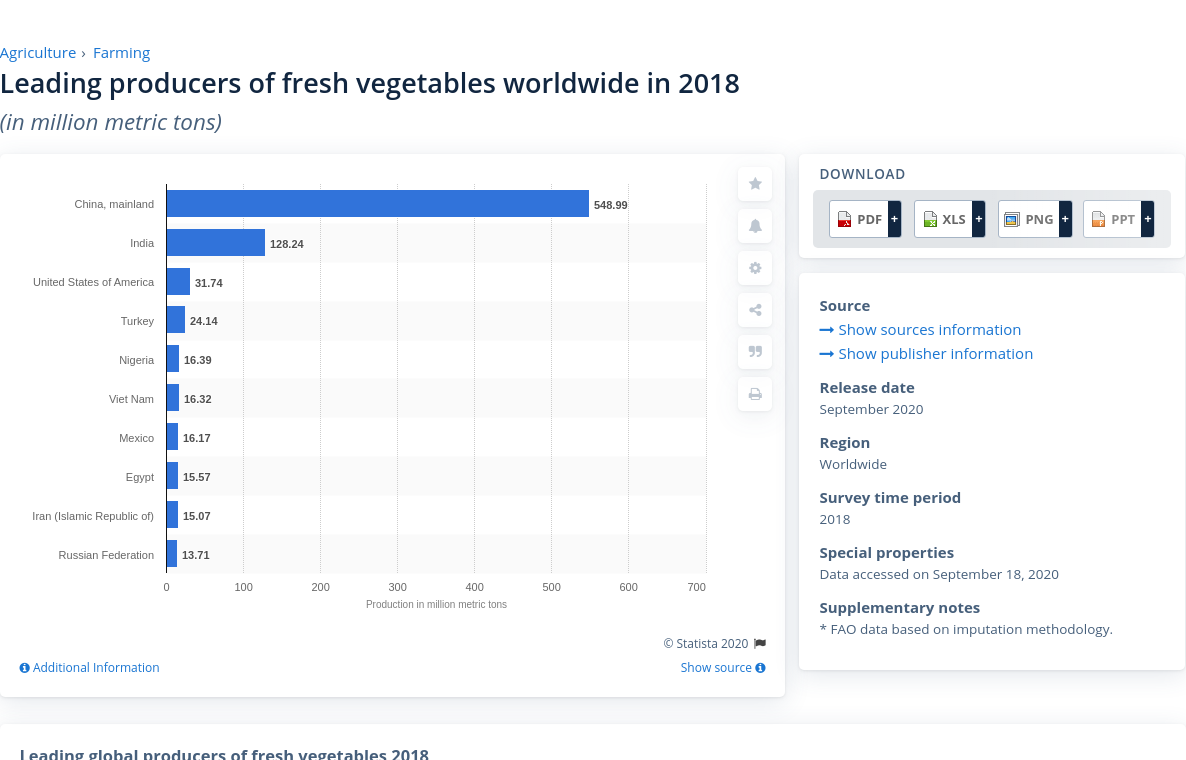 Agriculture › Farming
Leading producers of fresh vegetables worldwide in 2018
(in million metric tons)
China, mainland 548.99
India 128.24
United States of America 31.74
Turkey 24.14
Nigeria 16.39
Viet Nam 16.32
Mexico 16.17
Egypt 15.57
Iran (Islamic Republic of) 15.07
Russian Federation 13.71
0 100 200 300 400 500 600 700
Production in million metric tons
© Statista 2020
Additional Information
Show source
DOWNLOAD
PDF + XLS + PNG + PPT +
Source
Show sources information
Show publisher information
Release date
September 2020
Region
Worldwide
Survey time period
2018
Special properties
Data accessed on September 18, 2020
Supplementary notes
* FAO data based on imputation methodology.
Leading global producers of fresh vegetables 2018